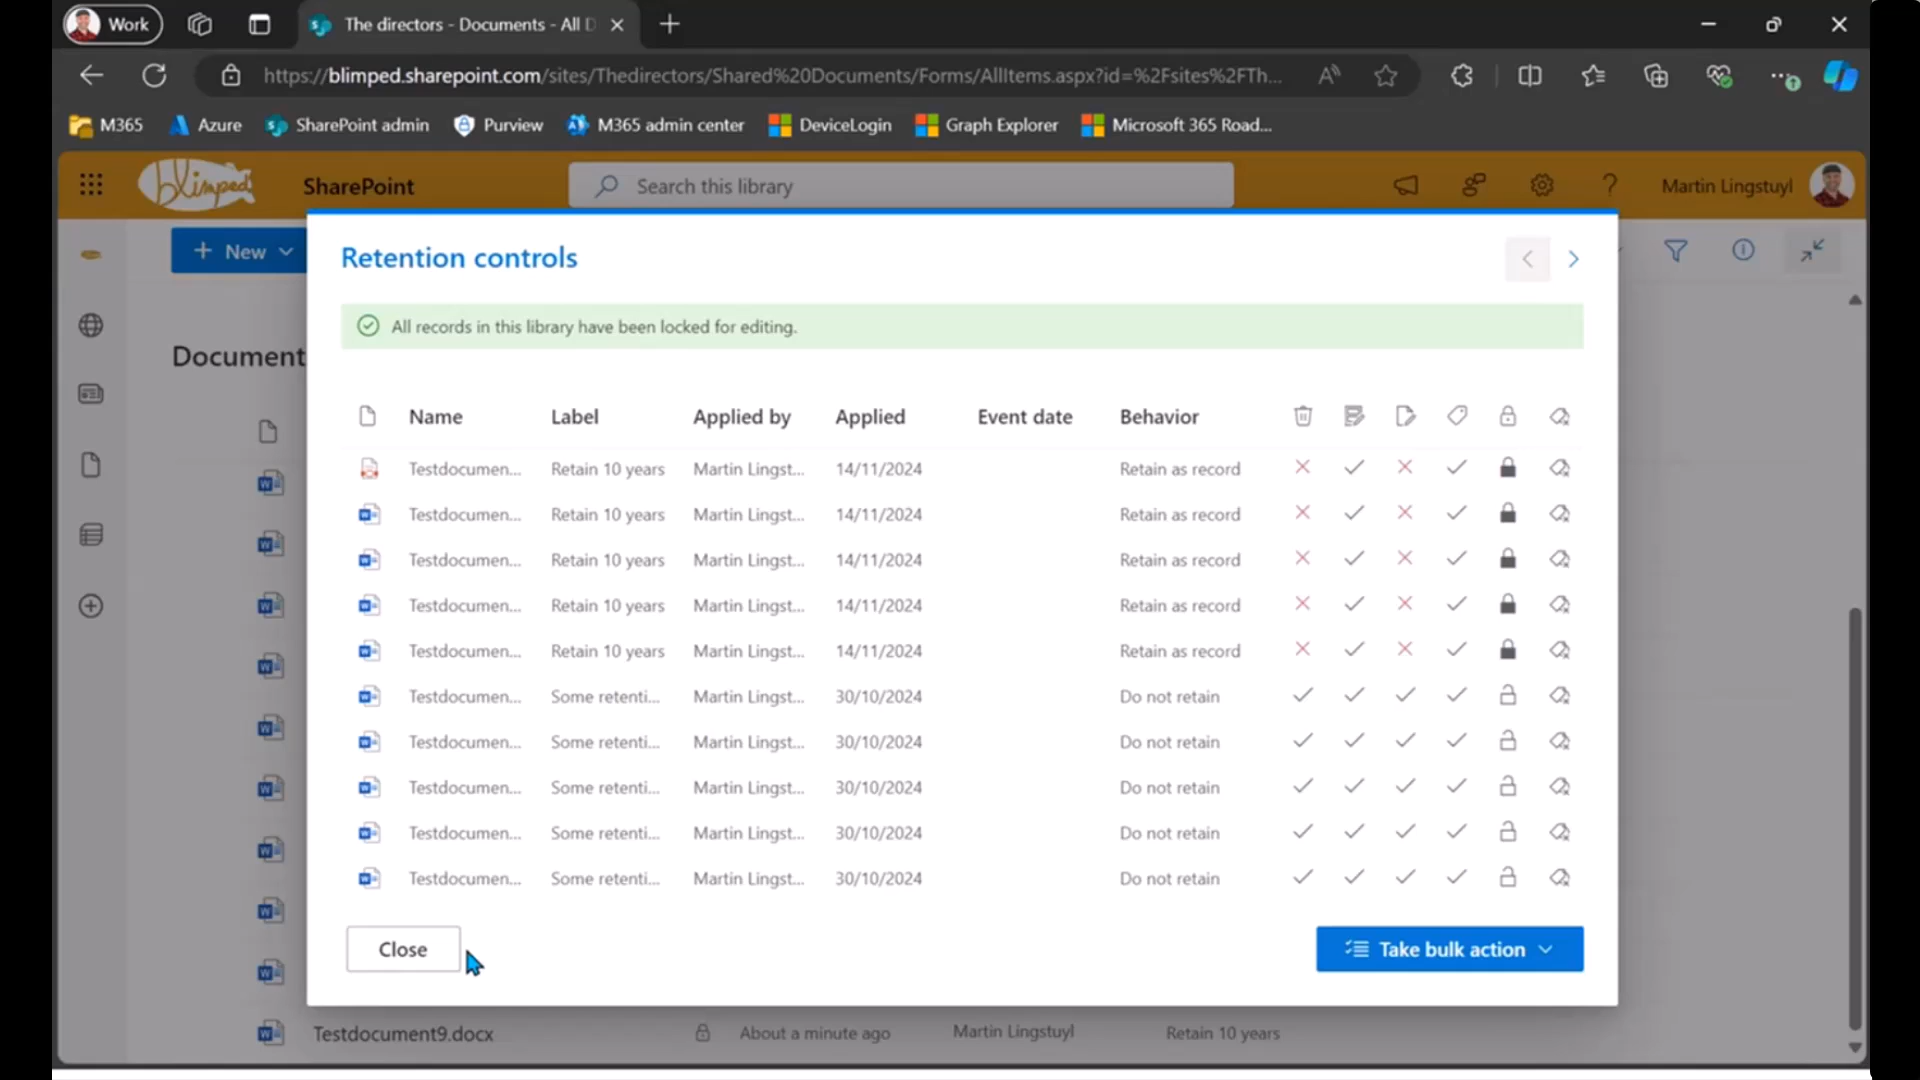 Work
The directors - Documents - All D
https://blimped.sharepoint.com/sites/Thedirectors/Shared%20Documents/Forms/AllItems.aspx?id=%2Fsites%2FTh...
M365 Azure SharePoint admin Purview M365 admin center DeviceLogin Graph Explorer Microsoft 365 Road...
blimped SharePoint Search this library Martin Lingstuyl
New
Document
Retention controls
All records in this library have been locked for editing.
Name Label Applied by Applied Event date Behavior
Testdocumen... Retain 10 years Martin Lingst... 14/11/2024 Retain as record
Testdocumen... Retain 10 years Martin Lingst... 14/11/2024 Retain as record
Testdocumen... Retain 10 years Martin Lingst... 14/11/2024 Retain as record
Testdocumen... Retain 10 years Martin Lingst... 14/11/2024 Retain as record
Testdocumen... Retain 10 years Martin Lingst... 14/11/2024 Retain as record
Testdocumen... Some retenti... Martin Lingst... 30/10/2024 Do not retain
Testdocumen... Some retenti... Martin Lingst... 30/10/2024 Do not retain
Testdocumen... Some retenti... Martin Lingst... 30/10/2024 Do not retain
Testdocumen... Some retenti... Martin Lingst... 30/10/2024 Do not retain
Testdocumen... Some retenti... Martin Lingst... 30/10/2024 Do not retain
Close Take bulk action
Testdocument9.docx About a minute ago Martin Lingstuyl Retain 10 years